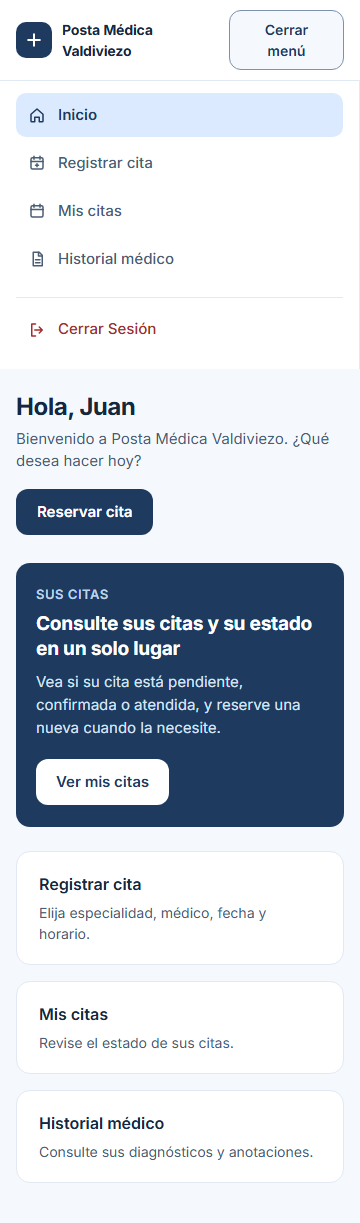 Posta Médica
Valdiviezo
Cerrar
menú
Inicio
Registrar cita
Mis citas
Historial médico
Cerrar Sesión
Hola, Juan
Bienvenido a Posta Médica Valdiviezo. ¿Qué
desea hacer hoy?
Reservar cita
SUS CITAS
Consulte sus citas y su estado
en un solo lugar
Vea si su cita está pendiente,
confirmada o atendida, y reserve una
nueva cuando la necesite.
Ver mis citas
Registrar cita
Elija especialidad, médico, fecha y
horario.
Mis citas
Revise el estado de sus citas.
Historial médico
Consulte sus diagnósticos y anotaciones.